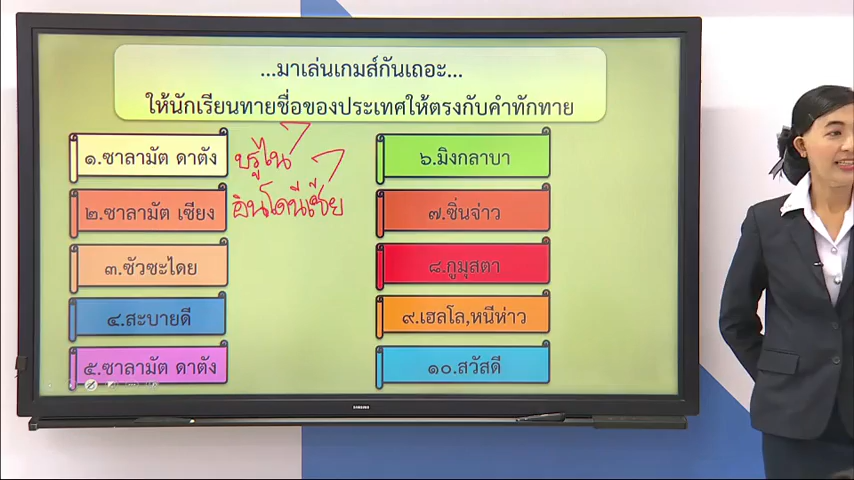 ...มาเล่นเกมส์กันเถอะ...
ให้นักเรียนทายชื่อของประเทศให้ตรงกับคำทักทาย
๑.ซาลามัต ดาตัง
บรูไน
๒.ซาลามัต เซียง
อินโดนีเซีย
๓.ซัวซะไดย
๔.สะบายดี
๕.ซาลามัต ดาตัง
๖.มิงกลาบา
๗.ซิ่นจ่าว
๘.กูมุสตา
๙.เฮลโล,หนีห่าว
๑๐.สวัสดี
SAMSUNG